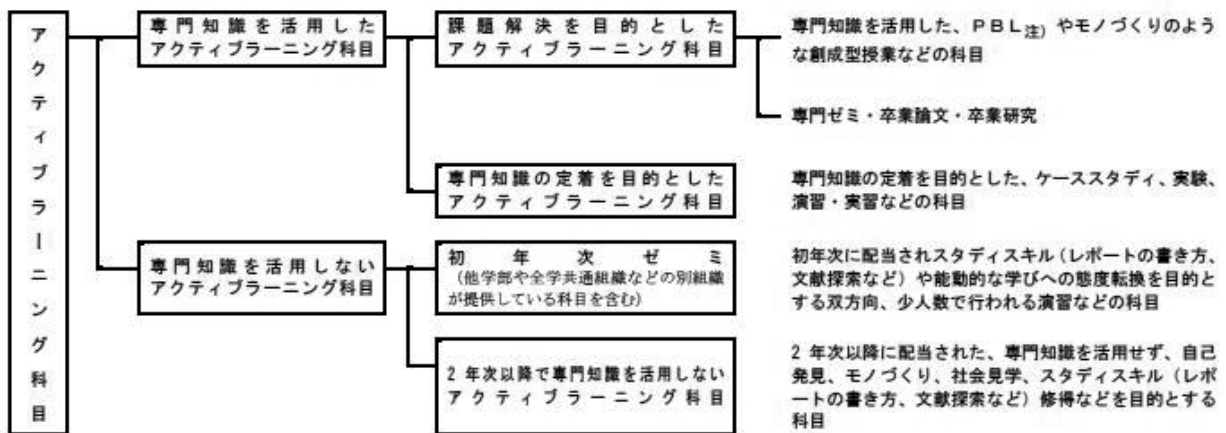 アクティブラーニング科目
専門知識を活用した
アクティブラーニング科目
課題解決を目的とした
アクティブラーニング科目
専門知識を活用した、PBL注)やモノづくりのよう
な創成型授業などの科目
専門ゼミ・卒業論文・卒業研究
専門知識の定着を目的とした
アクティブラーニング科目
専門知識の定着を目的とした、ケーススタディ、実験、
演習・実習などの科目
専門知識を活用しない
アクティブラーニング科目
初年次ゼミ
(他学部や全学共通組織などの別組織
が提供している科目を含む)
初年次に配当されスタディスキル(レポートの書き方、
文献探索など)や能動的な学びへの態度転換を目的と
する双方向、少人数で行われる演習などの科目
2年次以降で専門知識を活用しない
アクティブラーニング科目
2年次以降に配当された、専門知識を活用せず、自己
発見、モノづくり、社会見学、スタディスキル(レポ
ートの書き方、文献探索など)修得などを目的とする
科目